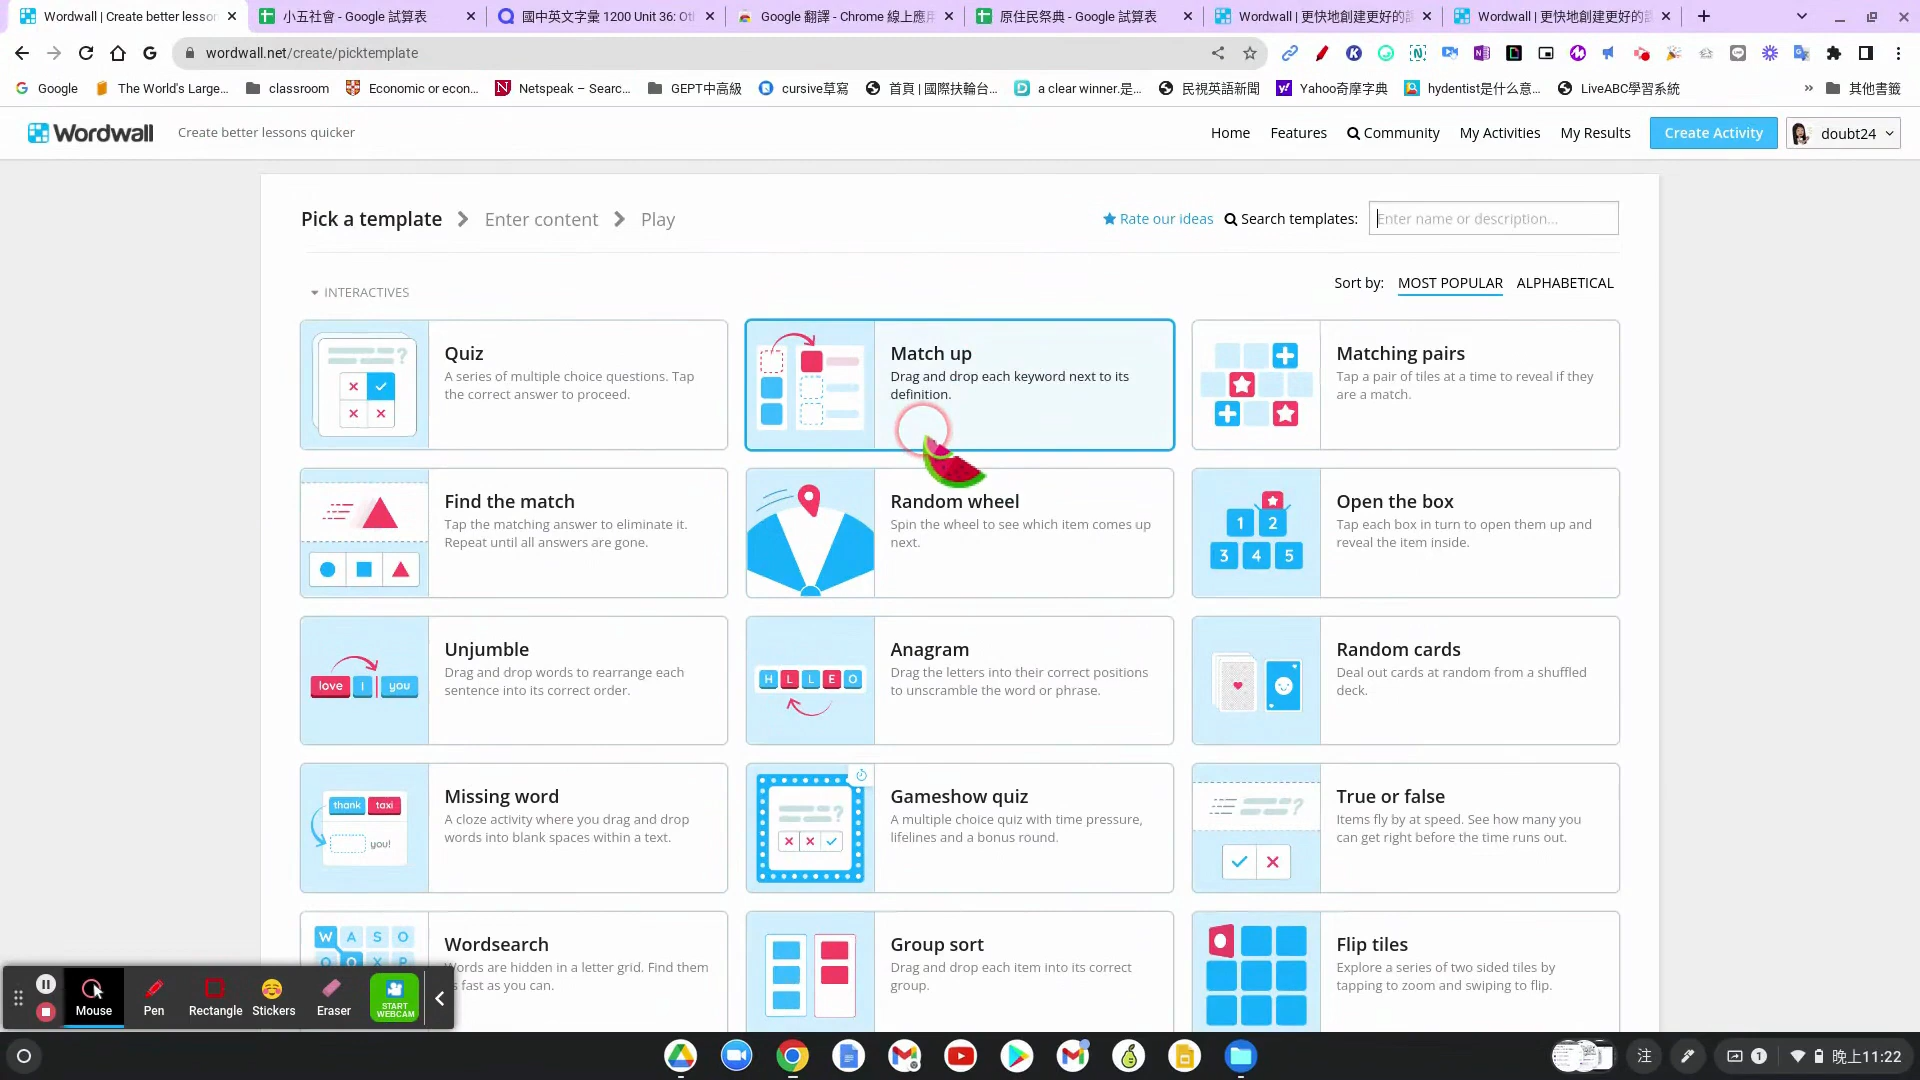 Wordwall | Create better lesson
小五社會 - Google 試算表
國中英文字彙 1200 Unit 36: Ot
Google 翻譯 - Chrome 線上應用
原住民祭典 - Google 試算表
Wordwall | 更快地創建更好的課
Wordwall | 更快地創建更好的課
wordwall.net/create/picktemplate
Google
The World's Large...
classroom
Economic or econ...
Netspeak – Searc...
GEPT中高級
cursive草寫
首頁 | 國際扶輪台...
a clear winner.是...
民視英語新聞
Yahoo奇摩字典
hydentist是什么意...
LiveABC學習系統
»
其他書籤
Wordwall
Create better lessons quicker
Home
Features
Community
My Activities
My Results
Create Activity
doubt24
Pick a template
Enter content
Play
Rate our ideas
Search templates:
Enter name or description...
INTERACTIVES
Sort by:
MOST POPULAR
ALPHABETICAL
?
Quiz
A series of multiple choice questions. Tap
the correct answer to proceed.
Match up
Drag and drop each keyword next to its
definition.
Matching pairs
Tap a pair of tiles at a time to reveal if they
are a match.
Find the match
Tap the matching answer to eliminate it.
Repeat until all answers are gone.
Random wheel
Spin the wheel to see which item comes up
next.
1 2
3 4 5
Open the box
Tap each box in turn to open them up and
reveal the item inside.
love I you
Unjumble
Drag and drop words to rearrange each
sentence into its correct order.
H L L E O
Anagram
Drag the letters into their correct positions
to unscramble the word or phrase.
Random cards
Deal out cards at random from a shuffled
deck.
thank taxi
you!
Missing word
A cloze activity where you drag and drop
words into blank spaces within a text.
?
Gameshow quiz
A multiple choice quiz with time pressure,
lifelines and a bonus round.
?
True or false
Items fly by at speed. See how many you
can get right before the time runs out.
W A S O
Wordsearch
Words are hidden in a letter grid. Find them
s fast as you can.
Group sort
Drag and drop each item into its correct
group.
Flip tiles
Explore a series of two sided tiles by
tapping to zoom and swiping to flip.
Mouse
Pen
Rectangle
Stickers
Eraser
START
WEBCAM
注
1
晚上11:22